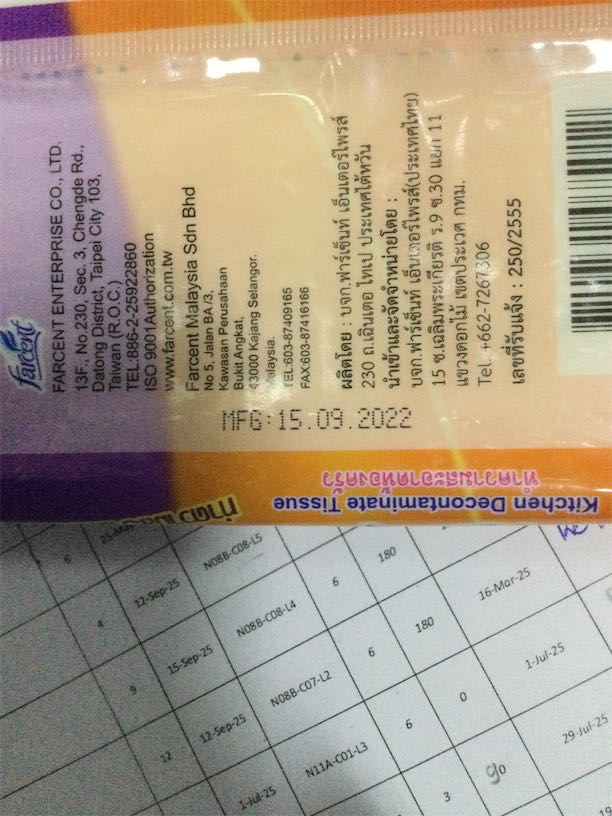 Farcent
FARCENT ENTERPRISE CO., LTD.
13F., No.230, Sec. 3, Chengde Rd.,
Datong District, Taipei City 103,
Taiwan (R.O.C.)
TEL:886-2-25922860
ISO 9001Authorization
www.farcent.com.tw
Farcent Malaysia Sdn Bhd
No 5, Jalan BA /3,
Kawasan Perusahaan
Bukit Angkat,
43000 Kajang Selangor.
Malaysia.
TEL:603-87409165
FAX:603-87416166
ผลิตโดย : บจก.ฟาร์เซ็นท์ เอ็นเตอร์ไพรส์
230 ถ.เฉินเตอ ไทเป ประเทศไต้หวัน
นำเข้าและจัดจำหน่ายโดย :
บจก.ฟาร์เซ็นท์ เอ็นเตอร์ไพรส์(ประเทศไทย)
15 ซ.เฉลิมพระเกียรติ ร.9 ซ.30 แยก 11
แขวงดอกไม้ เขตประเวศ กทม.
Tel. +662-7267306
เลขที่รับแจ้ง : 250/2555
MFG:15.09.2022
Kitchen Decontaminate Tissue
ทำความสะอาดห้องครัว
6
4 12-Sep-25 N08B-C08-L5 180
9 15-Sep-25 N08B-C08-L4 6 180 16-Mar-25
12 12-Sep-25 N08B-C07-L2 6 0 1-Jul-25
1-Jul-25 N11A-C01-L3 6 90 29-Jul-25
3